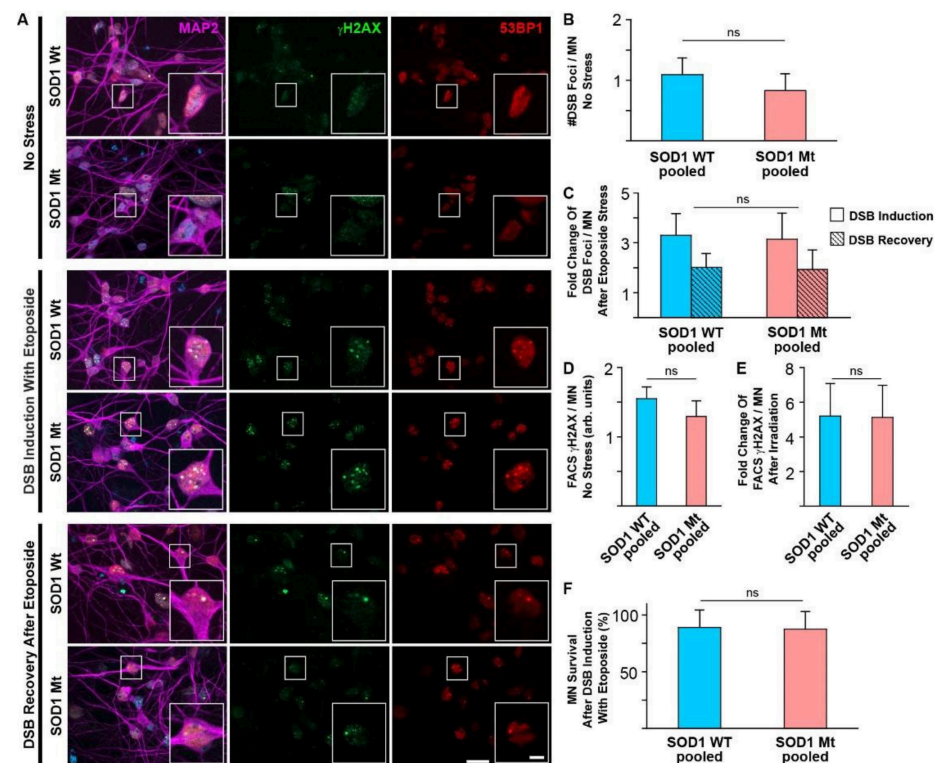 A
MAP2
γH2AX
53BP1
No Stress
SOD1 Wt
SOD1 Mt
DSB Induction With Etoposide
SOD1 Wt
SOD1 Mt
DSB Recovery After Etoposide
SOD1 Wt
SOD1 Mt
B
#DSB Foci / MN
No Stress
2
1
ns
SOD1 WT
pooled
SOD1 Mt
pooled
C
Fold Change Of
DSB Foci / MN
After Etoposide Stress
5
3
1
ns
DSB Induction
DSB Recovery
SOD1 WT
pooled
SOD1 Mt
pooled
D
FACS γH2AX / MN
No Stress (arb. units)
2
1
ns
SOD1 WT
pooled
SOD1 Mt
pooled
E
Fold Change Of
FACS γH2AX / MN
After Irradiation
8
6
4
2
ns
SOD1 WT
pooled
SOD1 Mt
pooled
F
MN Survival
After DSB Induction
With Etoposide (%)
100
50
ns
SOD1 WT
pooled
SOD1 Mt
pooled